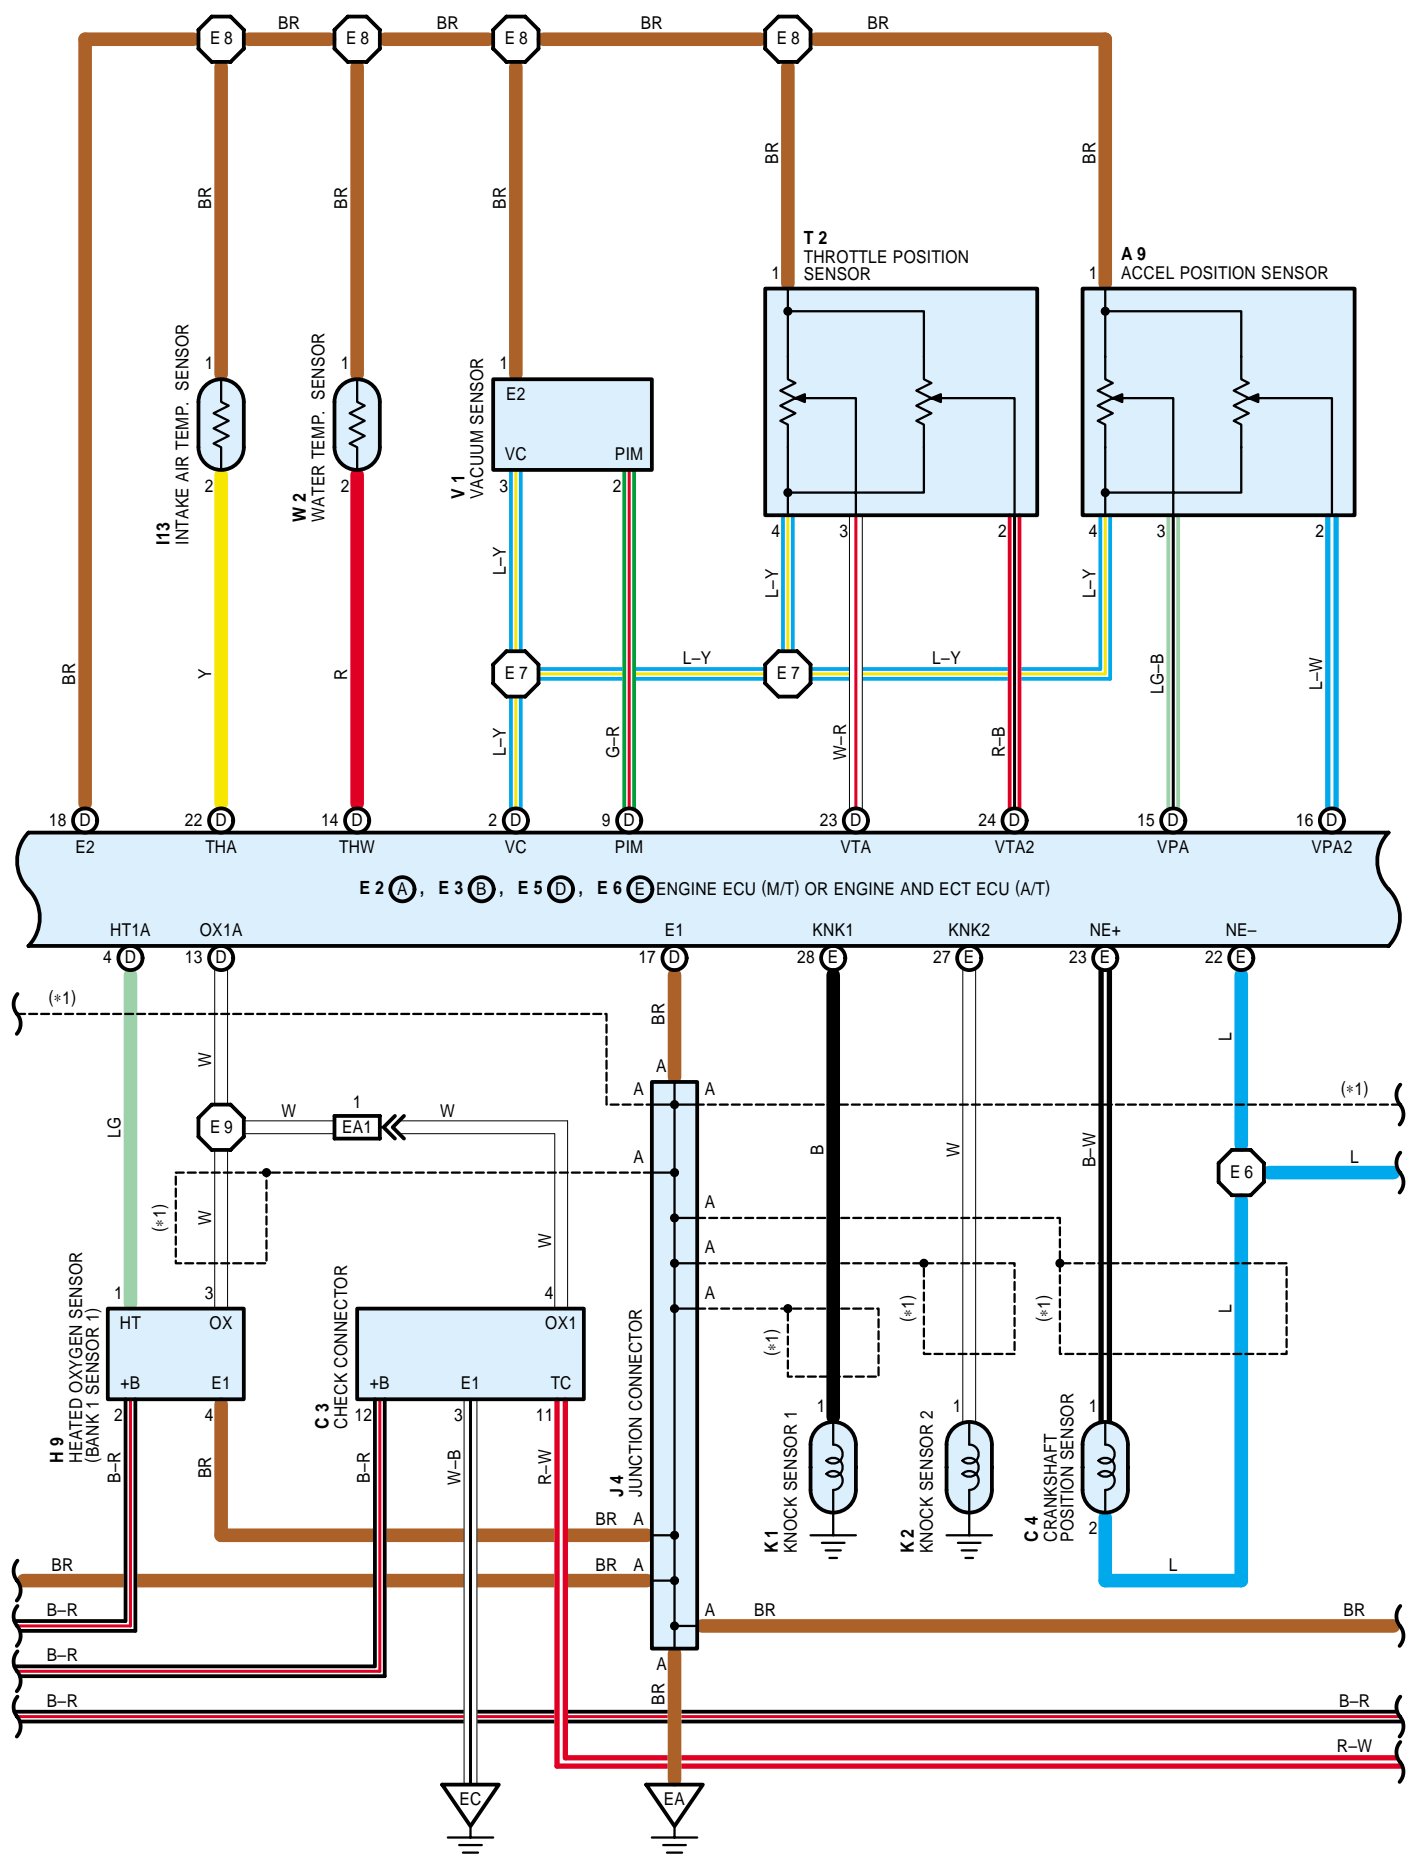 BR BR BR BR
E 8 E 8 E 8 E 8
BR BR
BR BR BR
T 2
THROTTLE POSITION
SENSOR
1
A 9
ACCEL POSITION SENSOR
1
I13
INTAKE AIR TEMP. SENSOR
1
2
W 2
WATER TEMP. SENSOR
1
2
V 1
VACUUM SENSOR
1
E2
VC PIM
3 2
4 3 2
4 3 2
L–Y L–Y L–Y
BR Y R
E 7 L–Y E 7 L–Y
LG–B L–W
L–Y G–R W–R R–B
18 D 22 D 14 D 2 D 9 D 23 D 24 D 15 D 16 D
E2 THA THW VC PIM VTA VTA2 VPA VPA2
E 2 A , E 3 B , E 5 D , E 6 E ENGINE ECU (M/T) OR ENGINE AND ECT ECU (A/T)
HT1A OX1A E1 KNK1 KNK2 NE+ NE–
4 D 13 D 17 D 28 E 27 E 23 E 22 E
(*1)
BR
W L
A
A A (*1)
1
LG E 9 W EA1 W
B W B–W
A
L
E 6
(*1) W W
A
A
A
(*1) (*1) (*1) L
1 3 4
H 9
HEATED OXYGEN SENSOR
(BANK 1 SENSOR 1)
HT OX
+B E1
2 4
C 3
CHECK CONNECTOR
OX1
+B E1 TC
12 3 11
J 4
JUNCTION CONNECTOR
K 1
KNOCK SENSOR 1
1
K 2
KNOCK SENSOR 2
1
C 4
CRANKSHAFT
POSITION SENSOR
1
2
B–R BR B–R W–B R–W
BR A
BR BR A L
B–R A BR BR
B–R A
BR
B–R B–R
R–W
EC EA